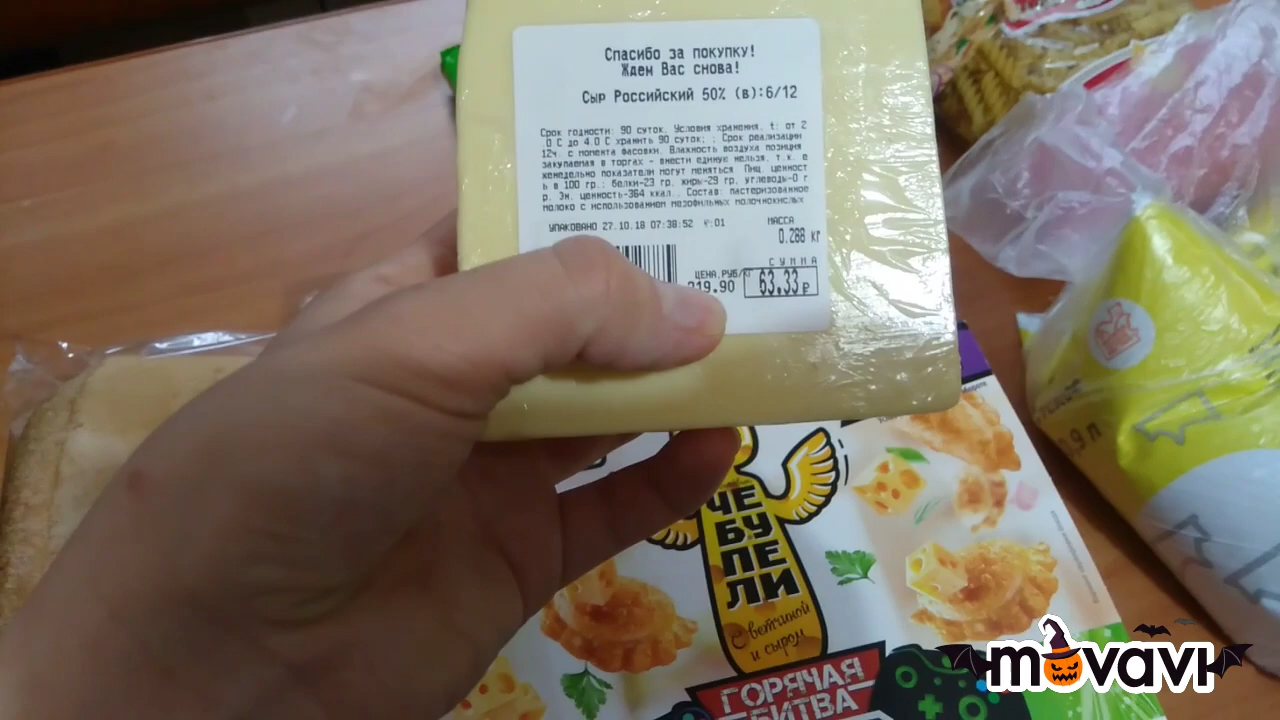 Спасибо за покупку!
Ждем Вас снова!
Сыр Российский 50% (в):6/12
Срок годности: 90 суток. Условия хранения, t: от 2
.0 С до 4.0 С хранить 90 суток; ; Срок реализации
12ч с момента фасовки. Влажность воздуха позиция
закупаемая в торгах - внести единую нельзя, т.к. е
женедельно показатели могут меняться. Пищ. ценност
ь в 100 гр.: белки-23 гр, жиры-29 гр, углеводы-0 г
р. Эн. ценность-364 ккал.. Состав: пастеризованное
молоко с использованием мезофильных молочнокислых
УПАКОВАНО 27.10.18 07:38:52 :01
МАССА
0.288 кг
СУММА
ЦЕНА,РУБ/
219.90 63.33 ₽
ЧЕ
БУ
ПЕ
ЛИ
С ветчиной
и сыром
ГОРЯЧАЯ
БИТВА
movavi